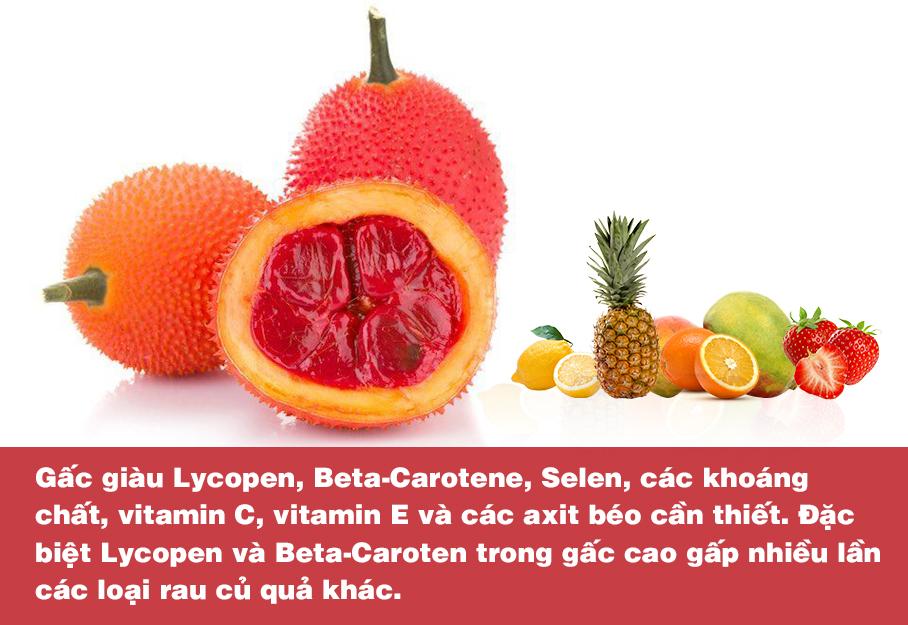 Gấc giàu Lycopen, Beta-Carotene, Selen, các khoáng
chất, vitamin C, vitamin E và các axit béo cần thiết. Đặc
biệt Lycopen và Beta-Caroten trong gấc cao gấp nhiều lần
các loại rau củ quả khác.